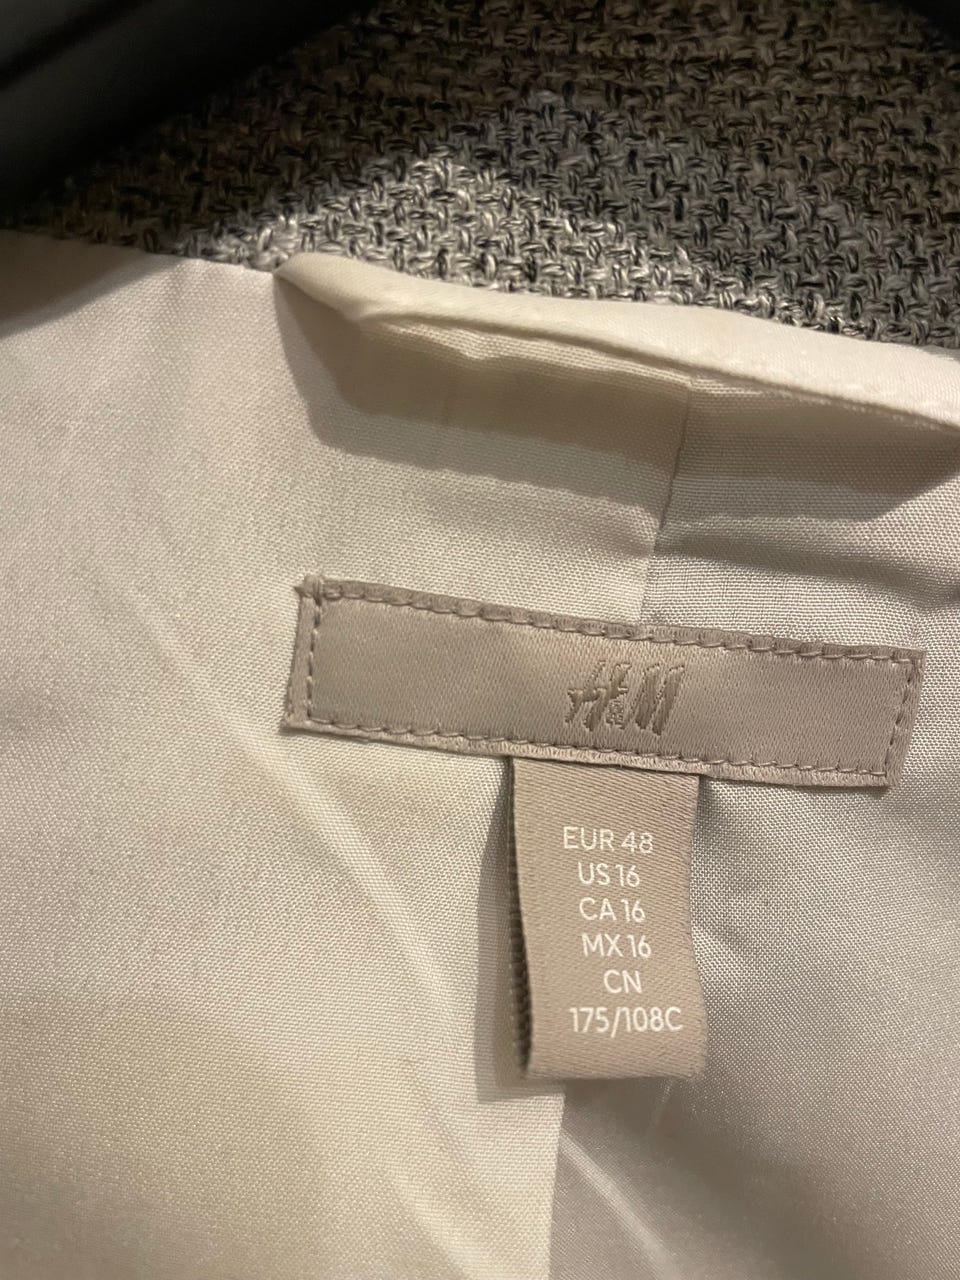 H&M
EUR 48
US 16
CA 16
MX 16
CN
175/108C